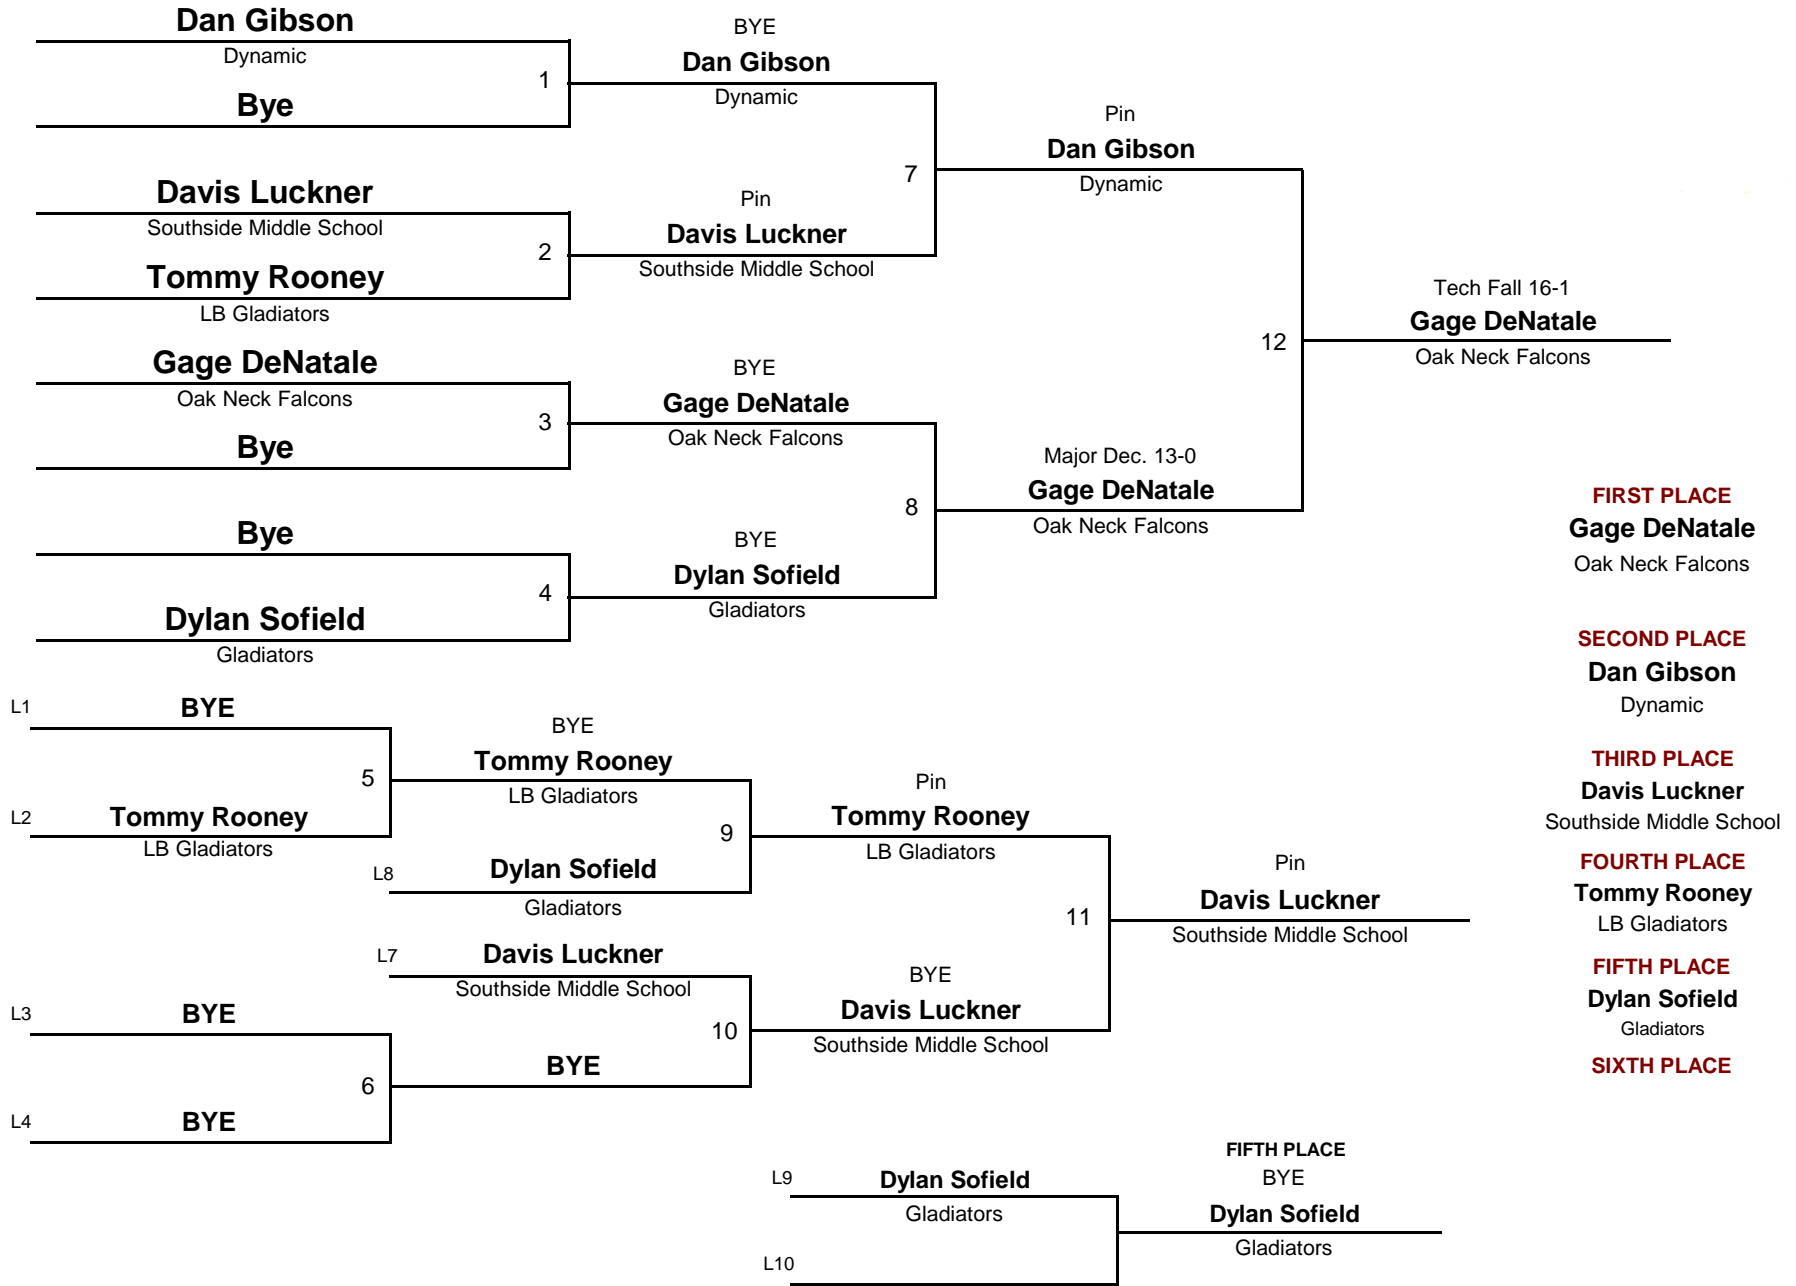 Dan Gibson
Dynamic
1
Bye
Davis Luckner
Southside Middle School
2
Tommy Rooney
LB Gladiators
Gage DeNatale
Oak Neck Falcons
3
Bye
Bye
4
Dylan Sofield
Gladiators
BYE
Dan Gibson
Dynamic
7
Pin
Davis Luckner
Southside Middle School
BYE
Gage DeNatale
Oak Neck Falcons
8
BYE
Dylan Sofield
Gladiators
Pin
Dan Gibson
Dynamic
12
Major Dec. 13-0
Gage DeNatale
Oak Neck Falcons
Tech Fall 16-1
Gage DeNatale
Oak Neck Falcons
L1 BYE
5
L2 Tommy Rooney
LB Gladiators
BYE
Tommy Rooney
LB Gladiators
9
L8 Dylan Sofield
Gladiators
L7 Davis Luckner
Southside Middle School
10
L3 BYE
6
BYE
L4 BYE
Pin
Tommy Rooney
LB Gladiators
11
BYE
Davis Luckner
Southside Middle School
Pin
Davis Luckner
Southside Middle School
L9 Dylan Sofield
Gladiators
L10
FIFTH PLACE
BYE
Dylan Sofield
Gladiators
FIRST PLACE
Gage DeNatale
Oak Neck Falcons
SECOND PLACE
Dan Gibson
Dynamic
THIRD PLACE
Davis Luckner
Southside Middle School
FOURTH PLACE
Tommy Rooney
LB Gladiators
FIFTH PLACE
Dylan Sofield
Gladiators
SIXTH PLACE